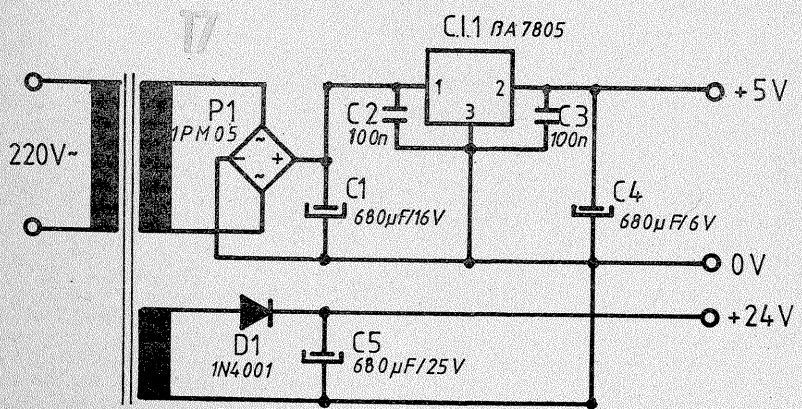 C.I.1 BA7805
P1
1PM05
220V~
~
- +
~
1 2
3
C2
100n
C3
100n
+5V
C1
680µF/16V
C4
680µF/6V
0V
+24V
D1
1N4001
C5
680µF/25V